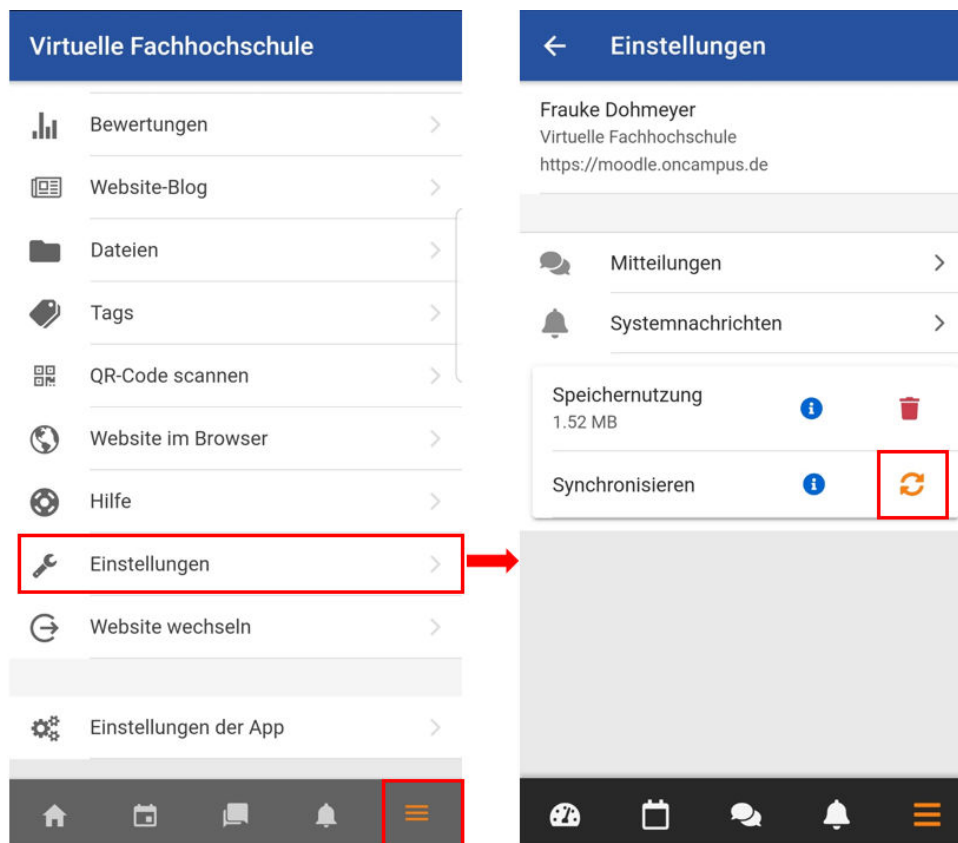 Virtuelle Fachhochschule
Bewertungen
Website-Blog
Dateien
Tags
QR-Code scannen
Website im Browser
Hilfe
Einstellungen
Website wechseln
Einstellungen der App
Einstellungen
Frauke Dohmeyer
Virtuelle Fachhochschule
https://moodle.oncampus.de
Mitteilungen
Systemnachrichten
Speichernutzung
1.52 MB
Synchronisieren